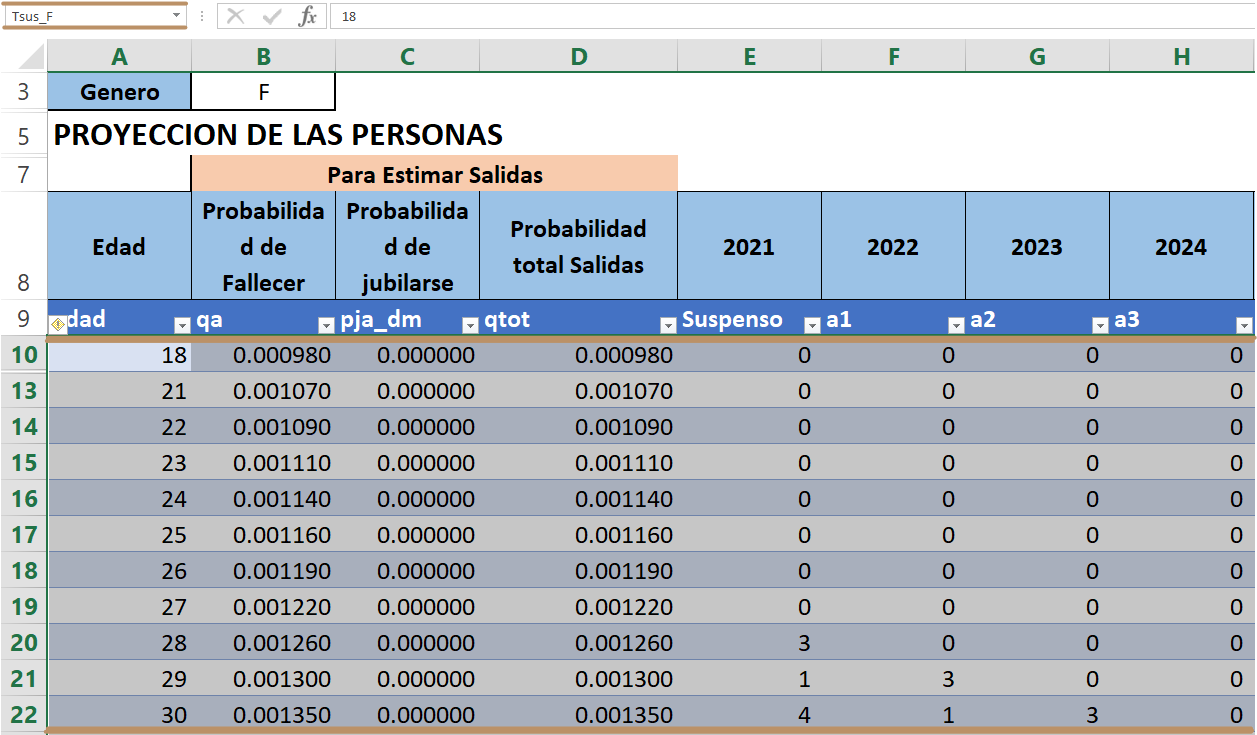 Tsus_F fx 18
A B C D E F G H
3 Genero F
5 PROYECCION DE LAS PERSONAS
7 Para Estimar Salidas
8 Edad Probabilida d de Fallecer Probabilida d de jubilarse Probabilidad total Salidas 2021 2022 2023 2024
9 dad qa pja_dm qtot Suspenso a1 a2 a3
10 18 0.000980 0.000000 0.000980 0 0 0 0
13 21 0.001070 0.000000 0.001070 0 0 0 0
14 22 0.001090 0.000000 0.001090 0 0 0 0
15 23 0.001110 0.000000 0.001110 0 0 0 0
16 24 0.001140 0.000000 0.001140 0 0 0 0
17 25 0.001160 0.000000 0.001160 0 0 0 0
18 26 0.001190 0.000000 0.001190 0 0 0 0
19 27 0.001220 0.000000 0.001220 0 0 0 0
20 28 0.001260 0.000000 0.001260 3 0 0 0
21 29 0.001300 0.000000 0.001300 1 3 0 0
22 30 0.001350 0.000000 0.001350 4 1 3 0